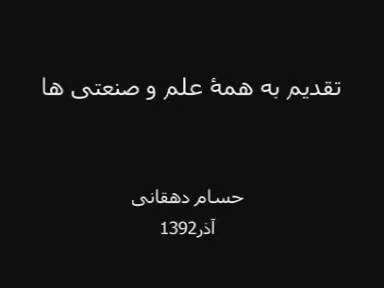 تقدیم به همهٔ علم و صنعتی ها
حسام دهقانی
آذر1392